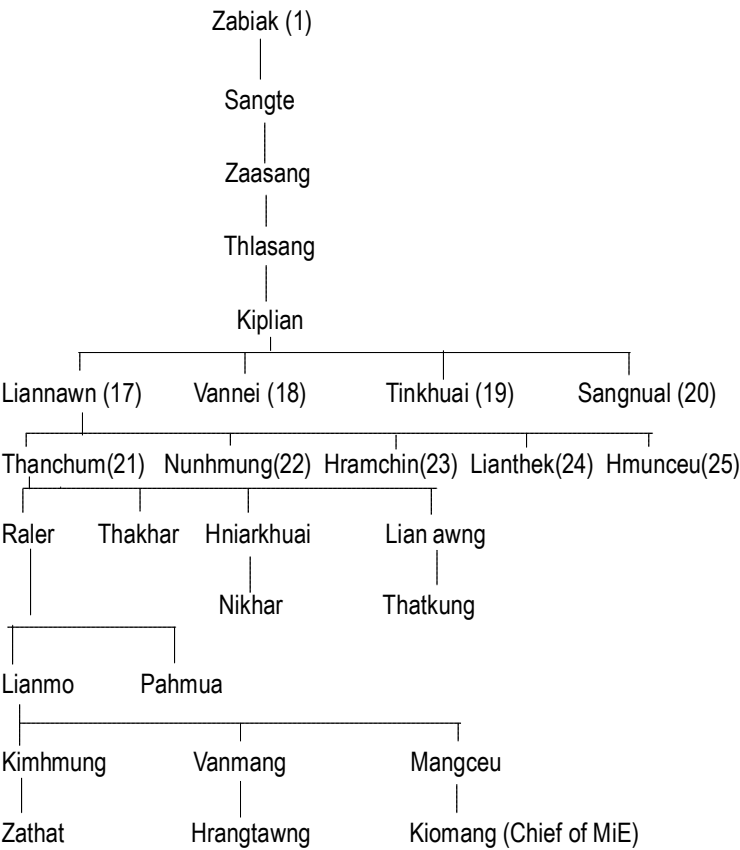 Zabiak (1)
Sangte
Zaasang
Thlasang
Kiplian
Liannawn (17) Vannei (18) Tinkhuai (19) Sangnual (20)
Thanchum(21) Nunhmung(22) Hramchin(23) Lianthek(24) Hmunceu(25)
Raler Thakhar Hniarkhuai Lian awng
Nikhar Thatkung
Lianmo Pahmua
Kimhmung Vanmang Mangceu
Zathat Hrangtawng Kiomang (Chief of MiE)